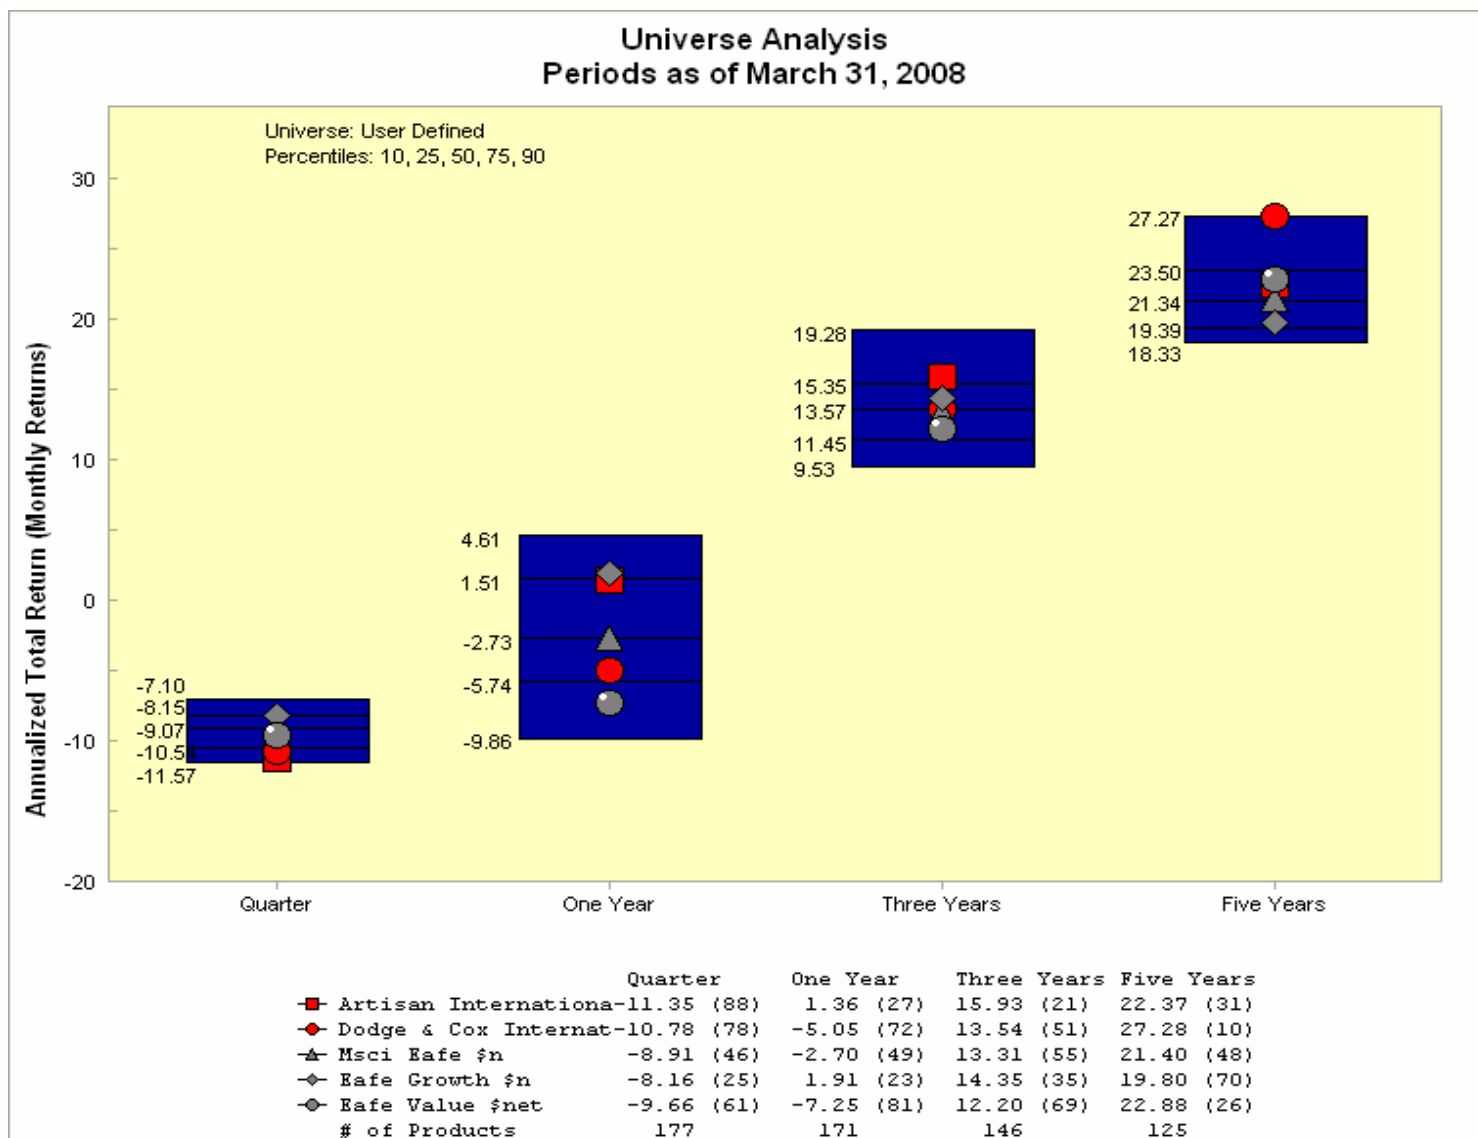 Universe Analysis
Periods as of March 31, 2008
Universe: User Defined
Percentiles: 10, 25, 50, 75, 90
Annualized Total Return (Monthly Returns)
30
20
10
0
-10
-20
-7.10
-8.15
-9.07
-10.54
-11.57
4.61
1.51
-2.73
-5.74
-9.86
19.28
15.35
13.57
11.45
9.53
27.27
23.50
21.34
19.39
18.33
Quarter One Year Three Years Five Years
Quarter One Year Three Years Five Years
Artisan Internationa -11.35 (88) 1.36 (27) 15.93 (21) 22.37 (31)
Dodge & Cox Internat -10.78 (78) -5.05 (72) 13.54 (51) 27.28 (10)
Msci Eafe $n -8.91 (46) -2.70 (49) 13.31 (55) 21.40 (48)
Eafe Growth $n -8.16 (25) 1.91 (23) 14.35 (35) 19.80 (70)
Eafe Value $net -9.66 (61) -7.25 (81) 12.20 (69) 22.88 (26)
# of Products 177 171 146 125